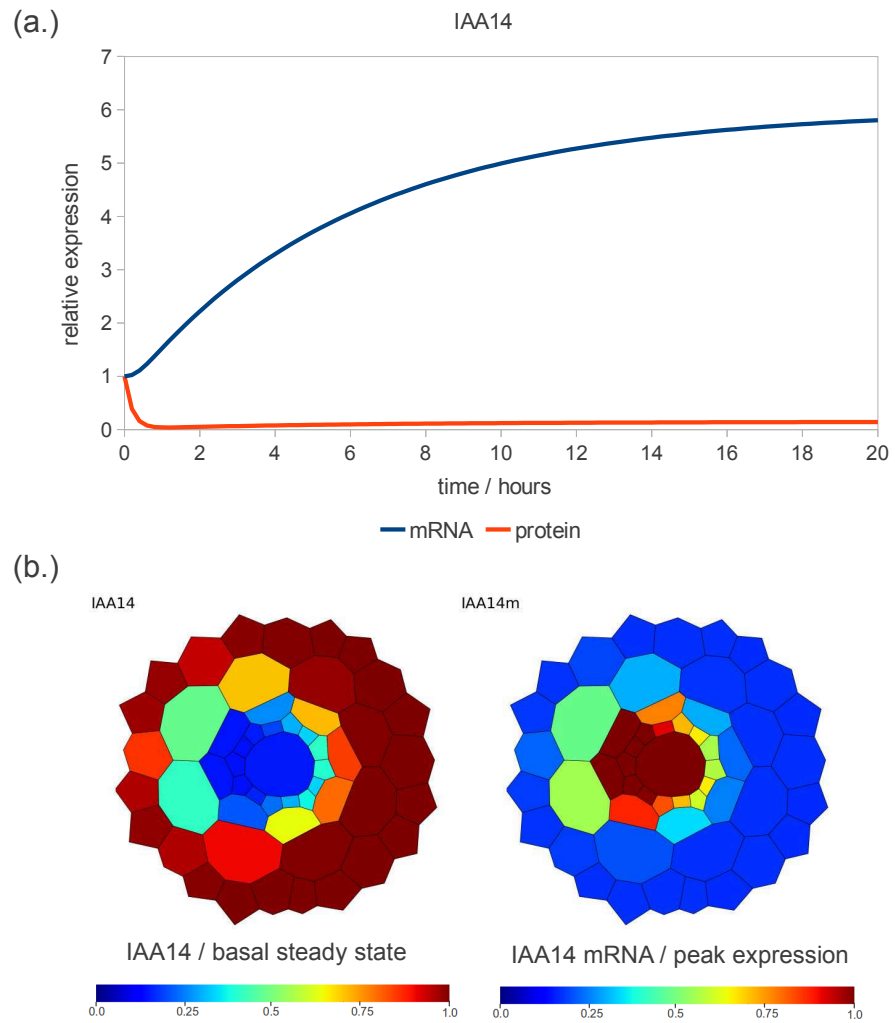 (a.)
IAA14
7
6
5
4
3
2
1
0
relative expression
0 2 4 6 8 10 12 14 16 18 20
time / hours
mRNA protein
(b.)
IAA14
IAA14m
IAA14 / basal steady state
IAA14 mRNA / peak expression
0.0 0.25 0.5 0.75 1.0
0.0 0.25 0.5 0.75 1.0